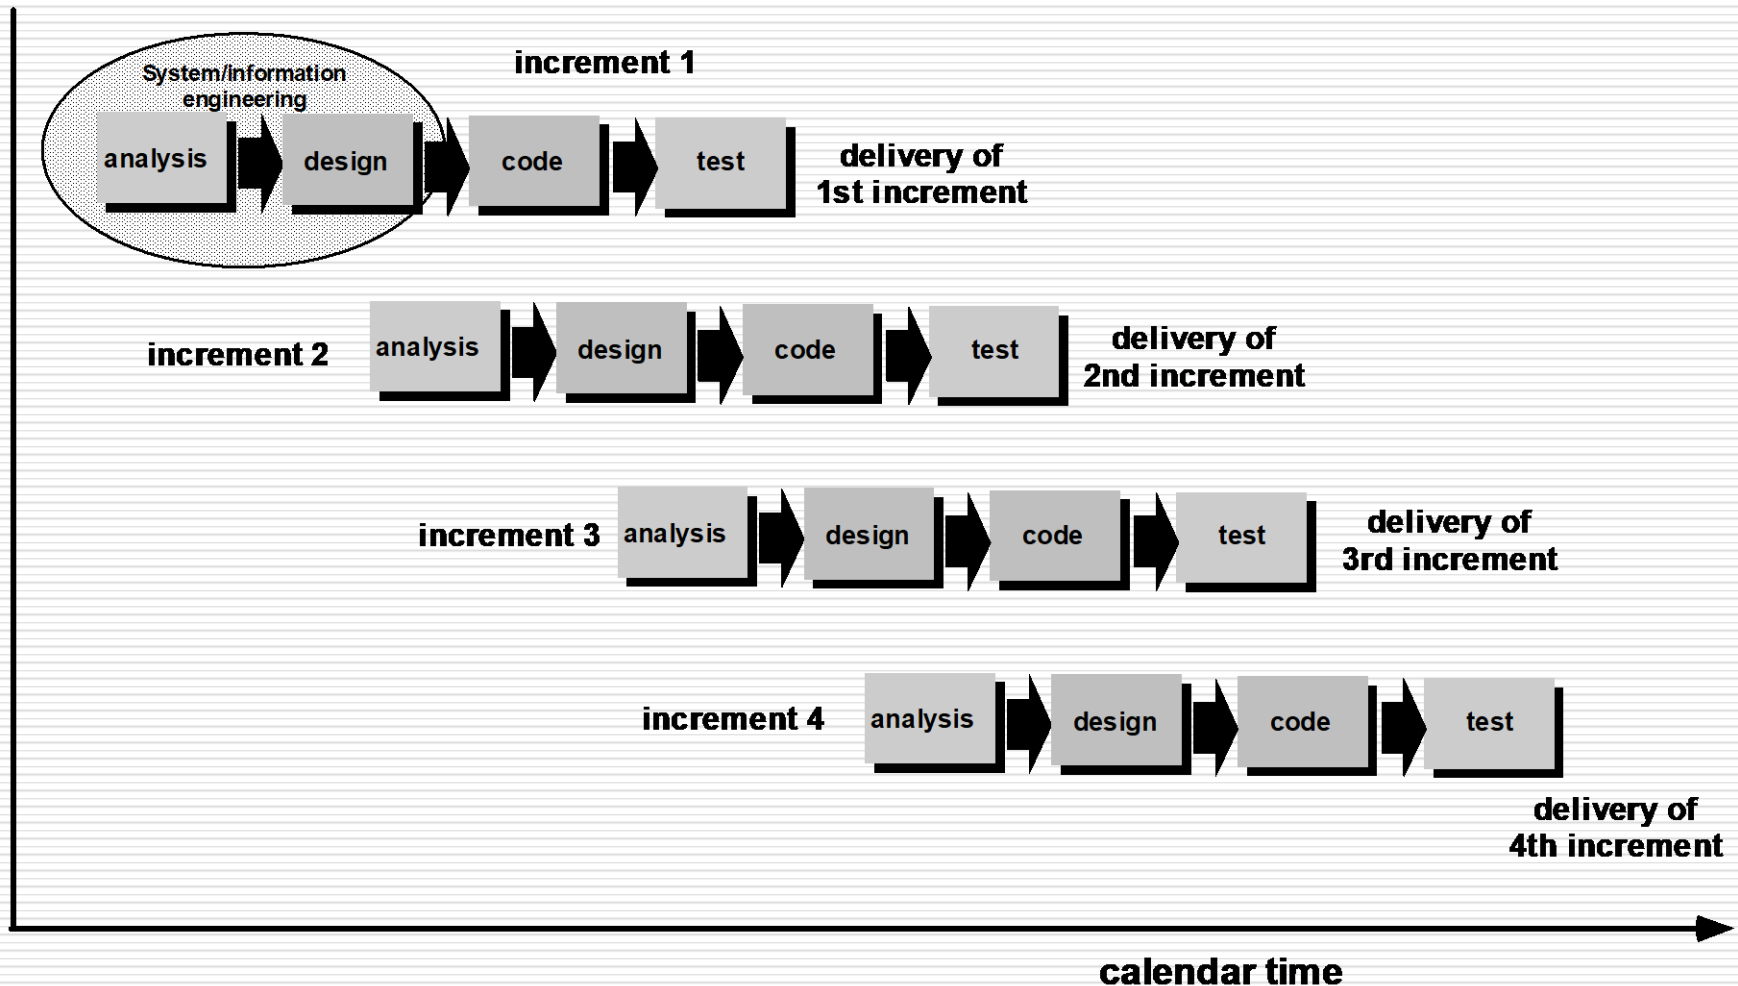 increment 1
System/information
engineering
analysis
design
code
test
delivery of
1st increment
increment 2
analysis
design
code
test
delivery of
2nd increment
increment 3
analysis
design
code
test
delivery of
3rd increment
increment 4
analysis
design
code
test
delivery of
4th increment
calendar time